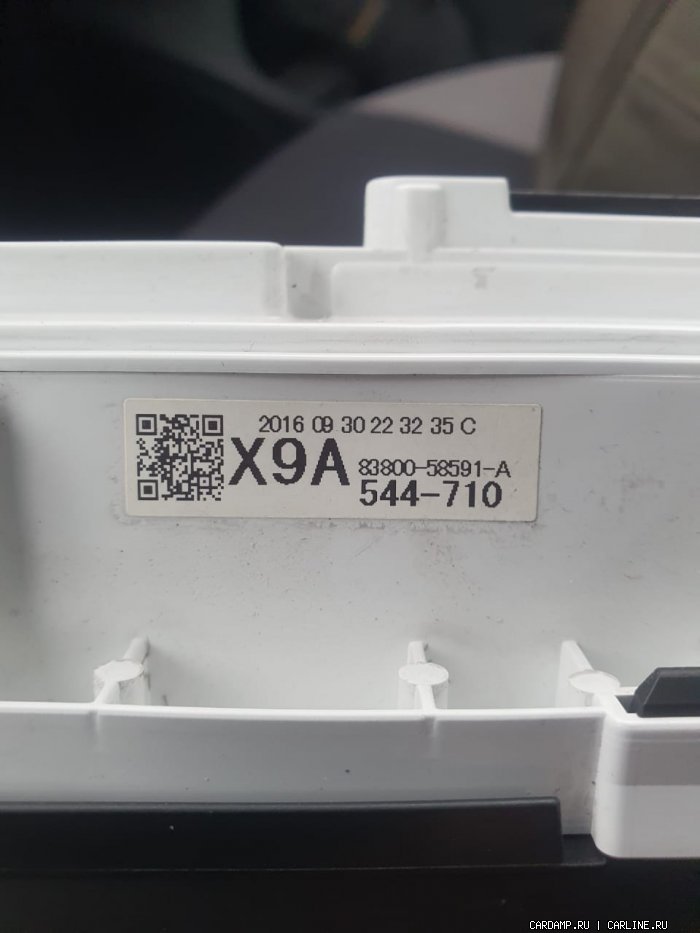 2016 09 30 22 32 35 C
X9A 83800-58591-A
544-710
CARDAMP.RU | CARLINE.RU